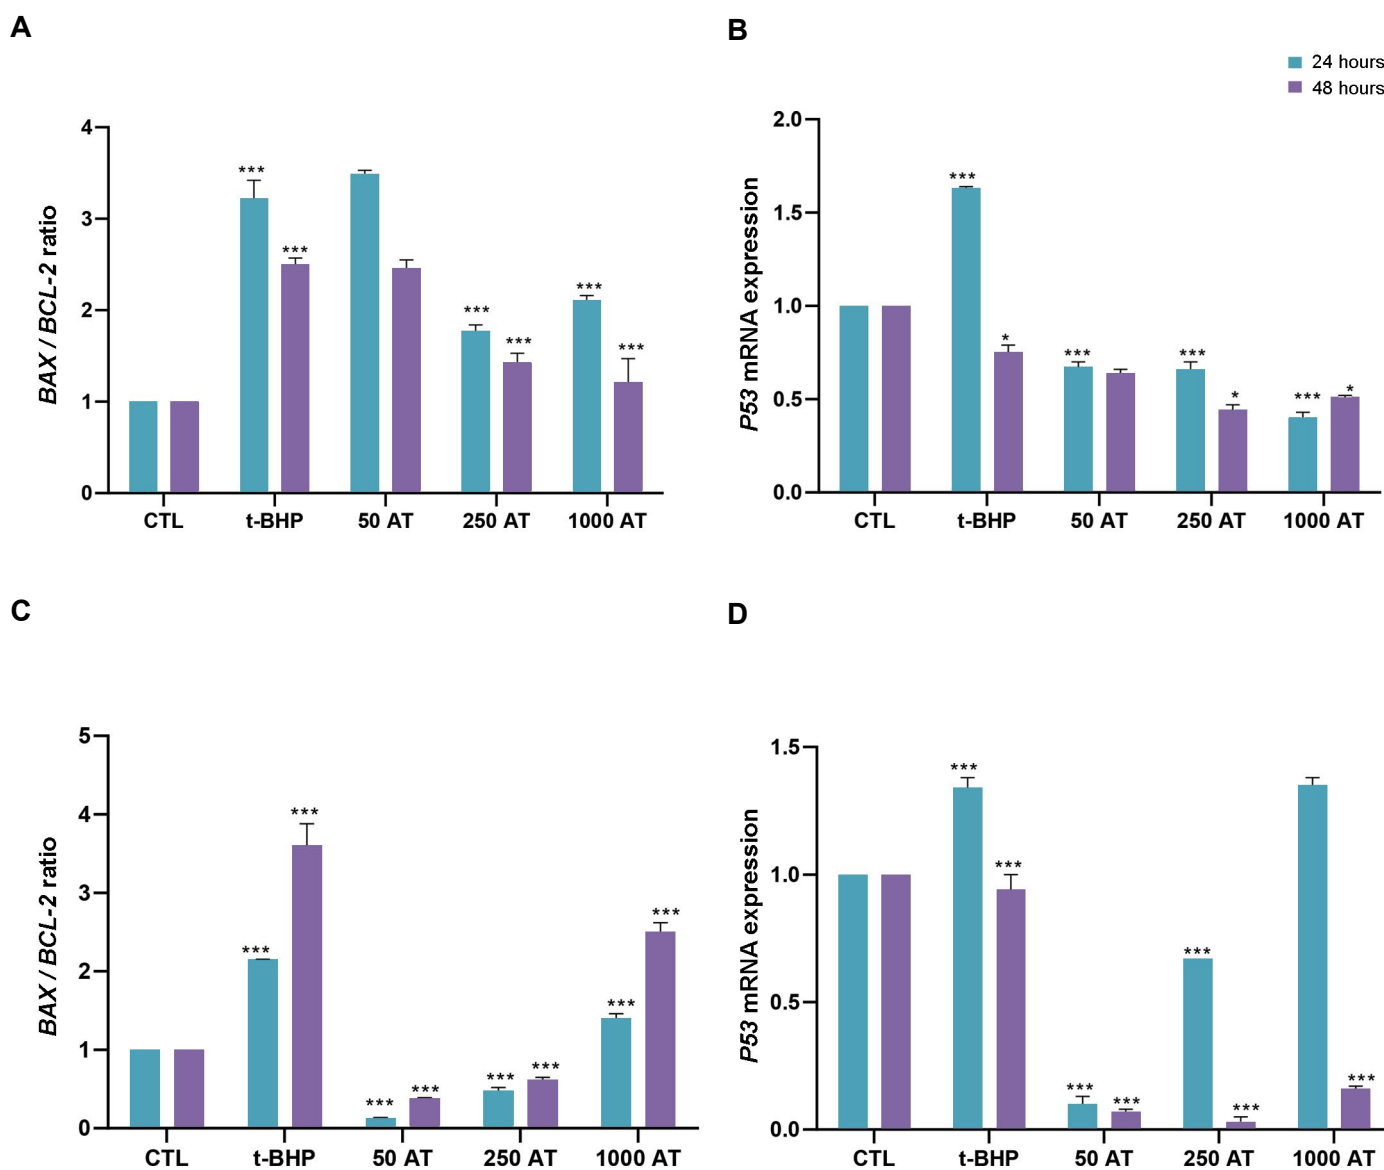 A
BAX / BCL-2 ratio
4
3
2
1
0
***
***
***
***
***
***
CTL
t-BHP
50 AT
250 AT
1000 AT
B
24 hours
48 hours
P53 mRNA expression
2.0
1.5
1.0
0.5
0.0
***
*
***
***
*
***
*
CTL
t-BHP
50 AT
250 AT
1000 AT
C
BAX / BCL-2 ratio
5
4
3
2
1
0
***
***
***
***
***
***
***
***
CTL
t-BHP
50 AT
250 AT
1000 AT
D
P53 mRNA expression
1.5
1.0
0.5
0.0
***
***
***
***
***
***
***
CTL
t-BHP
50 AT
250 AT
1000 AT